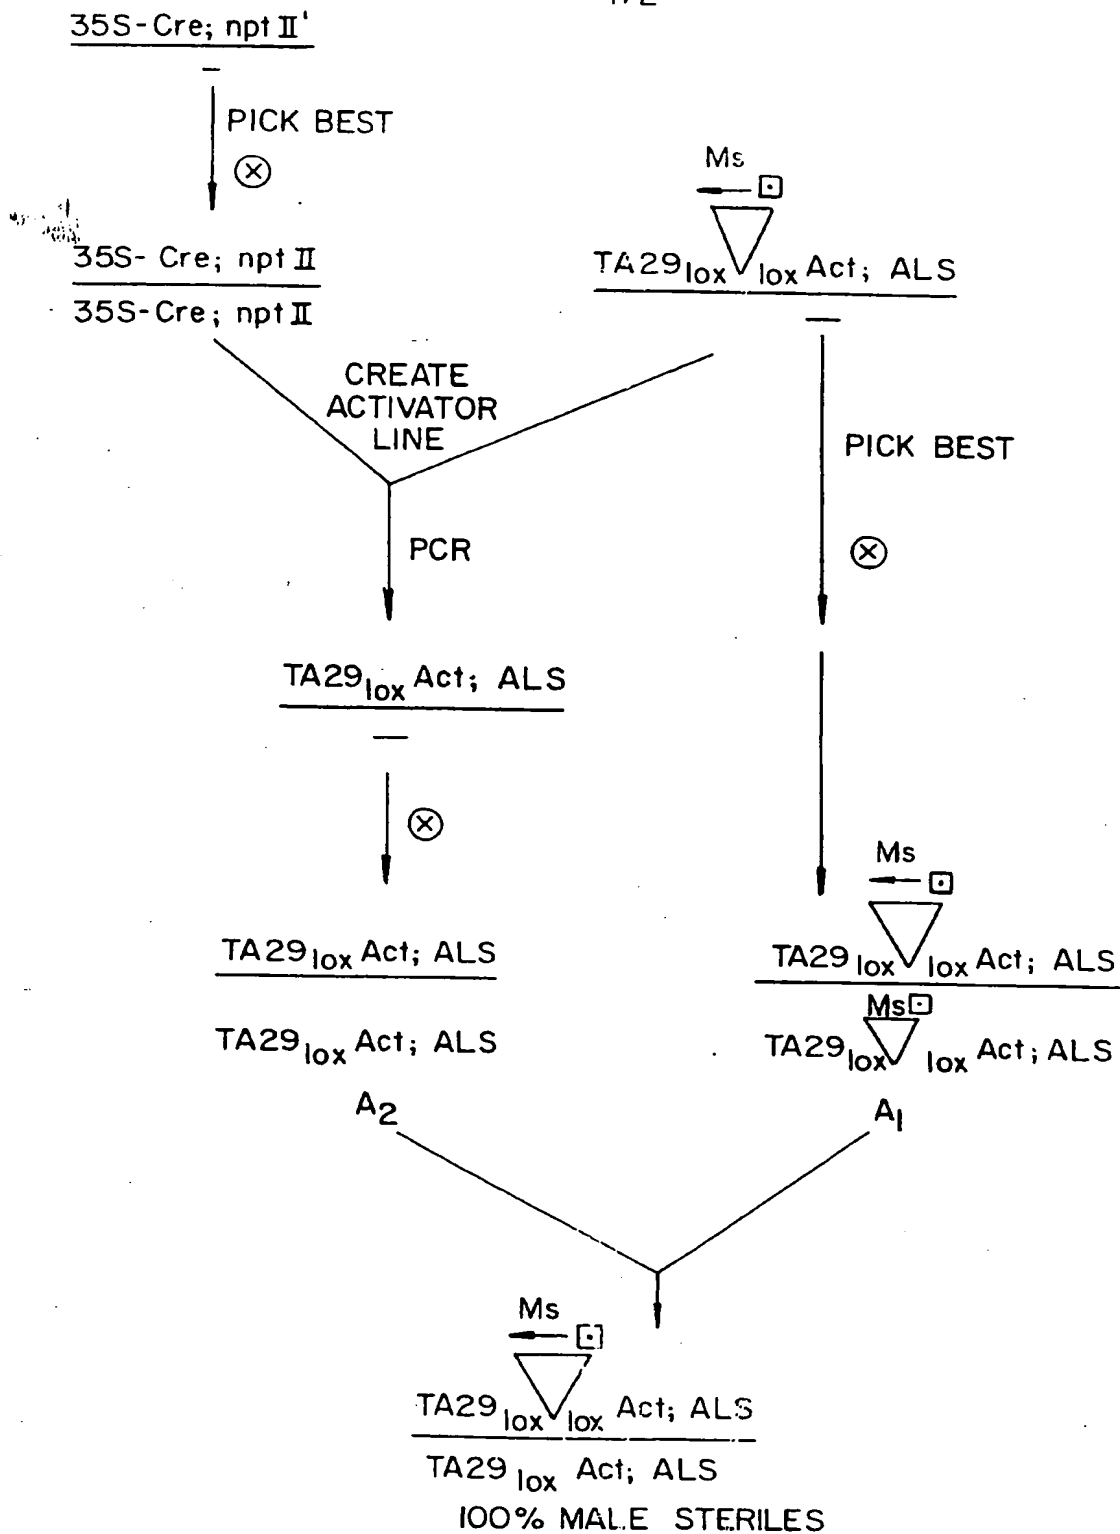 35S-Cre; npt II'
PICK BEST
Ms
35S- Cre; npt II
35S-Cre; npt II
TA29lox lox Act; ALS
CREATE
ACTIVATOR
LINE
PICK BEST
PCR
TA29lox Act; ALS
Ms
TA29lox Act; ALS
TA29lox lox Act; ALS
Ms
TA29lox Act; ALS
TA29lox lox Act; ALS
A2
A1
Ms
TA29lox lox Act; ALS
TA29lox Act; ALS
100% MALE STERILES